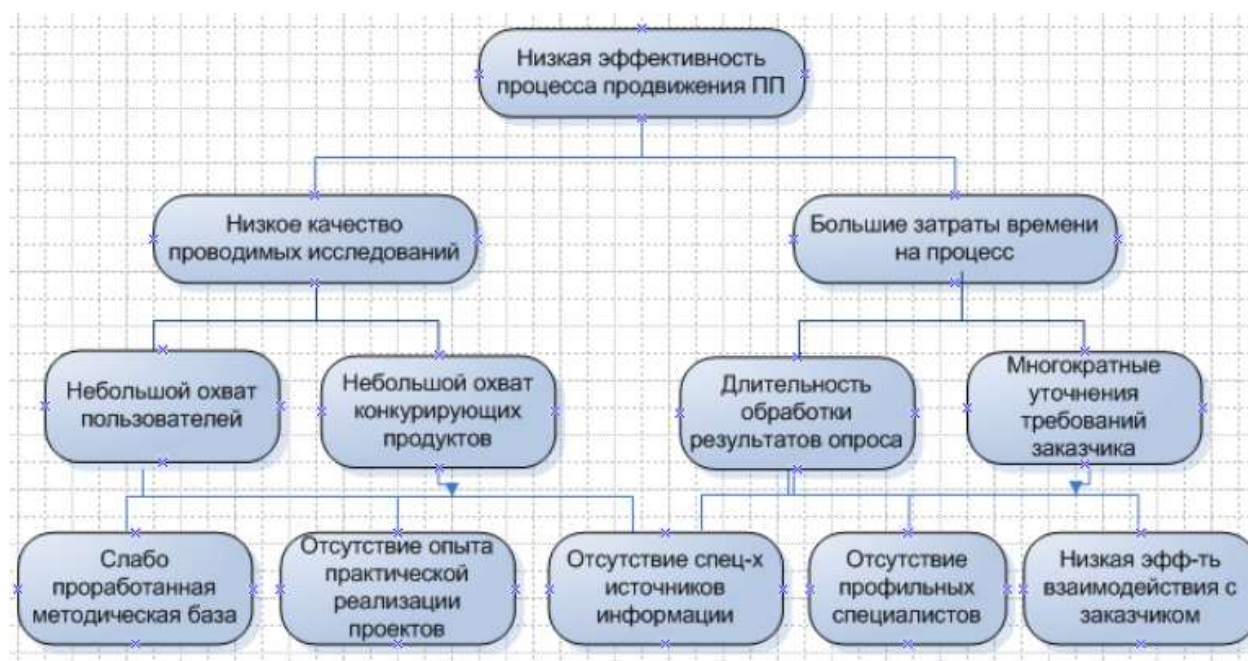 Низкая эффективность
процесса продвижения ПП
Низкое качество
проводимых исследований
Большие затраты времени
на процесс
Небольшой охват
пользователей
Небольшой охват
конкурирующих
продуктов
Длительность
обработки
результатов опроса
Многократные
уточнения
требований
заказчика
Слабо
проработанная
методическая база
Отсутствие опыта
практической
реализации
проектов
Отсутствие спец-х
источников
информации
Отсутствие
профильных
специалистов
Низкая эфф-ть
взаимодействия с
заказчиком